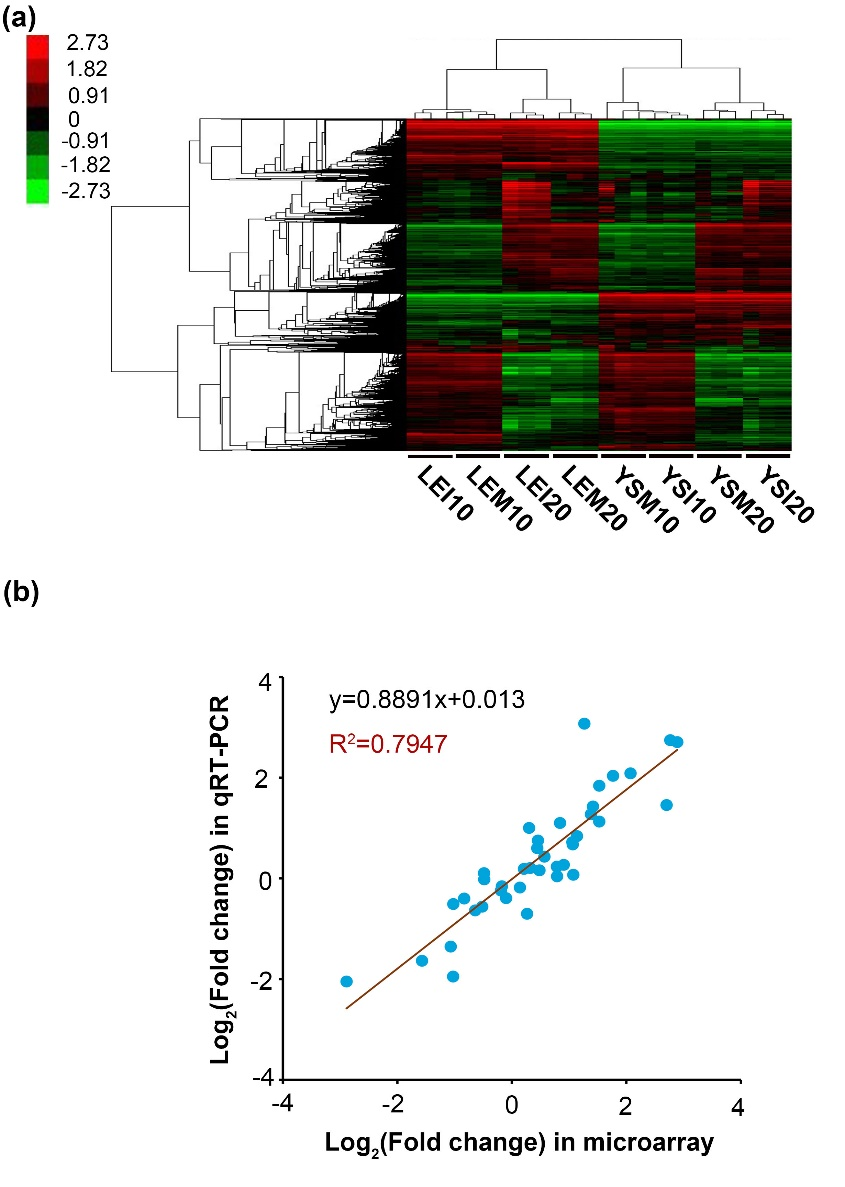 (a)
2.73
1.82
0.91
0
-0.91
-1.82
-2.73
LEI10
LEM10
LEI20
LEM20
YSM10
YSI10
YSM20
YSI20
(b)
y=0.8891x+0.013
R²=0.7947
4
2
0
-2
-4
Log₂(Fold change) in qRT-PCR
-4
-2
0
2
4
Log₂(Fold change) in microarray